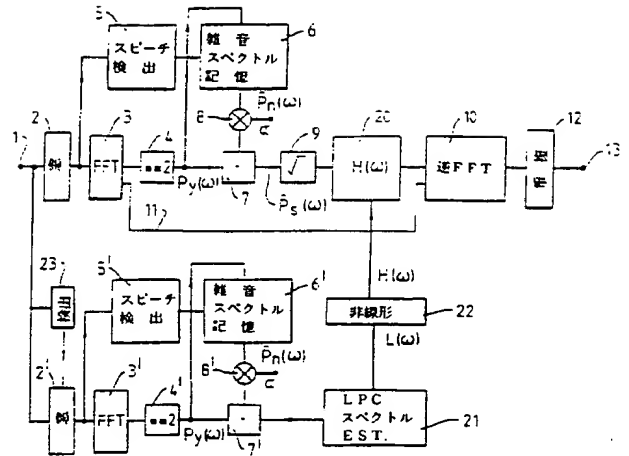 5
スピーチ
検出
雑音
スペクトル
記憶
6
P̂n(ω)
8
α
1
2
3
FFT
4
**2
Py(ω)
-
7
P̂s(ω)
9
√
20
H(ω)
10
逆FFT
12
13
11
23
検出
5'
スピーチ
検出
雑音
スペクトル
記憶
6'
P̂n(ω)
8'
α
H(ω)
非線形
22
L(ω)
2'
3'
FFT
4'
**2
Py(ω)
-
7'
LPC
スペクトル
EST.
21